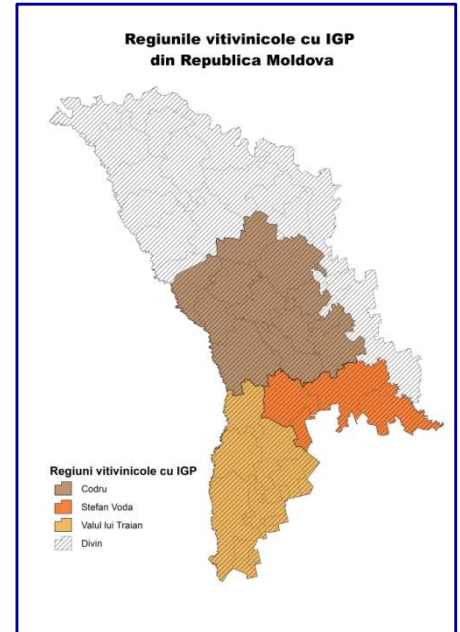 Regiunile vitivinicole cu IGP
din Republica Moldova
Regiuni vitivinicole cu IGP
Codru
Stefan Voda
Valul lui Traian
Divin